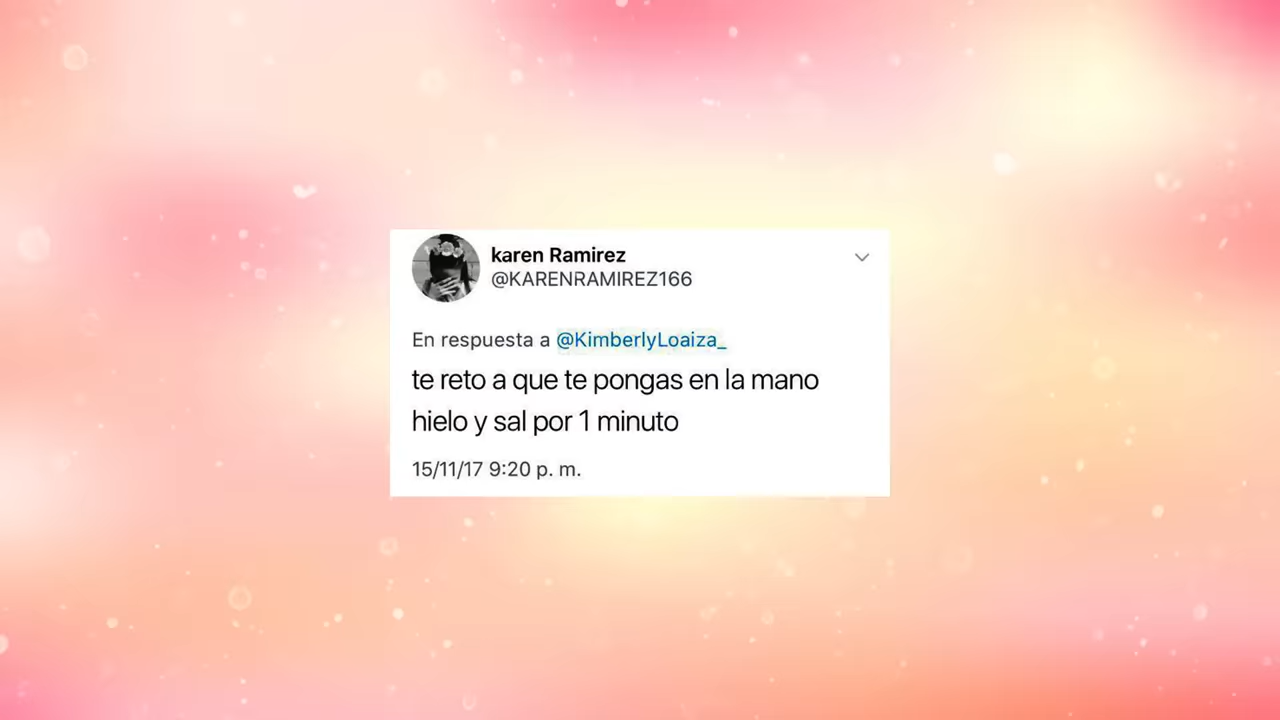 karen Ramirez
@KARENRAMIREZ166
En respuesta a @KimberlyLoaiza_
te reto a que te pongas en la mano
hielo y sal por 1 minuto
15/11/17 9:20 p. m.